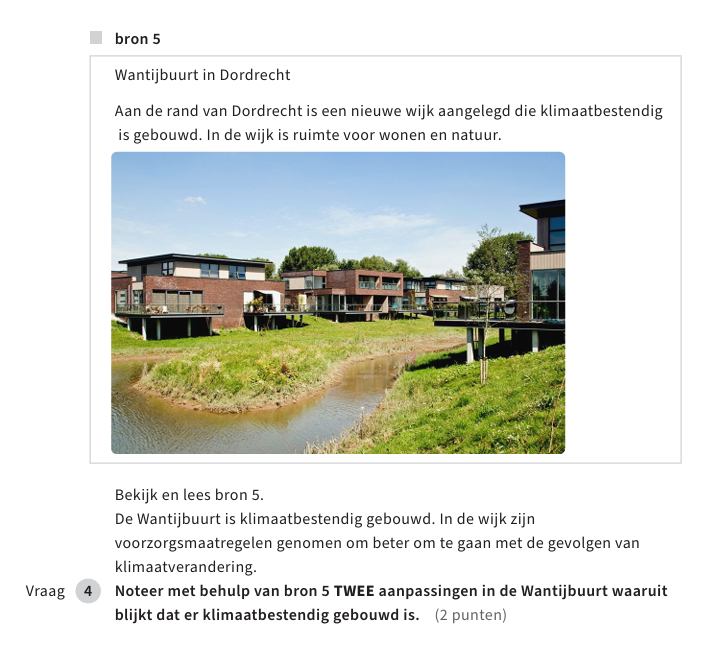 bron 5
Wantijbuurt in Dordrecht
Aan de rand van Dordrecht is een nieuwe wijk aangelegd die klimaatbestendig
is gebouwd. In de wijk is ruimte voor wonen en natuur.
Bekijk en lees bron 5.
De Wantijbuurt is klimaatbestendig gebouwd. In de wijk zijn
voorzorgsmaatregelen genomen om beter om te gaan met de gevolgen van
klimaatverandering.
Vraag 4 Noteer met behulp van bron 5 TWEE aanpassingen in de Wantijbuurt waaruit
blijkt dat er klimaatbestendig gebouwd is. (2 punten)